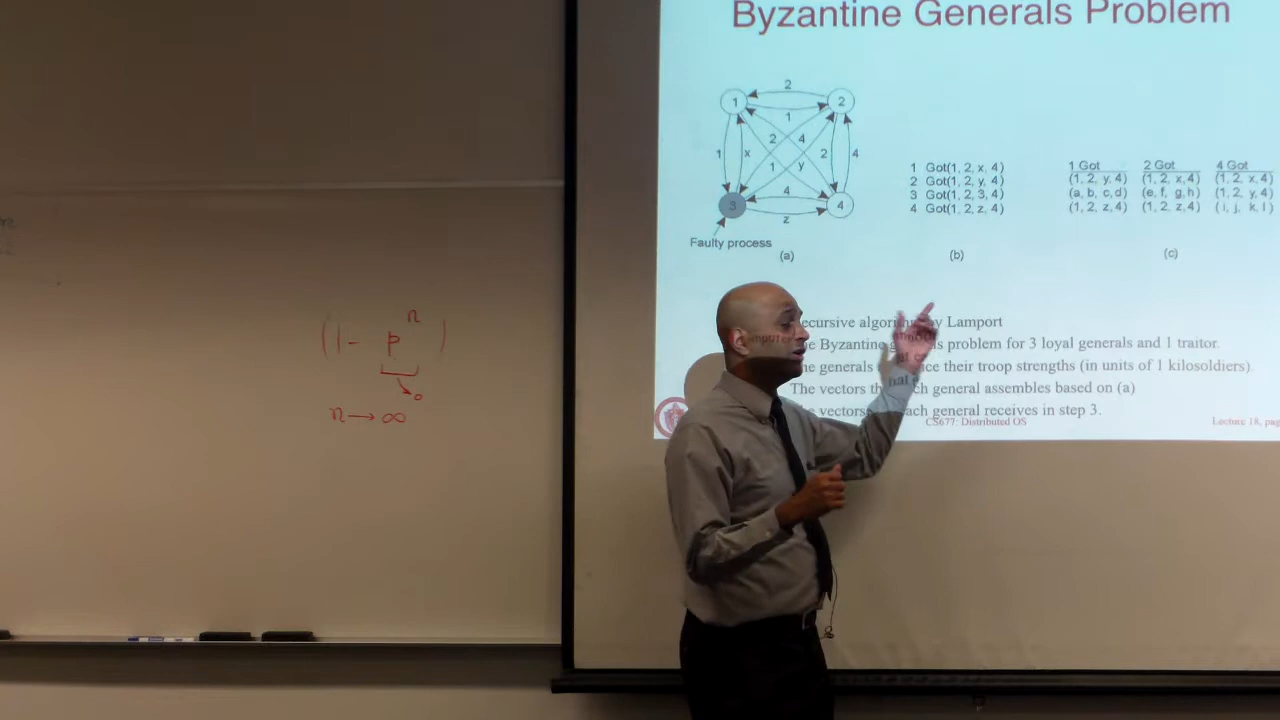 (1 - p^n)
→ 0
n → ∞
Byzantine Generals Problem
2
1 2
1
2 4
1 x 2 4
1 y
4
3 4
z
Faulty process
(a)
1 Got(1, 2, x, 4)
2 Got(1, 2, y, 4)
3 Got(1, 2, 3, 4)
4 Got(1, 2, z, 4)
(b)
1 Got 2 Got 4 Got
(1, 2, y, 4) (1, 2, x, 4) (1, 2, x, 4)
(a, b, c, d) (e, f, g, h) (1, 2, y, 4)
(1, 2, z, 4) (1, 2, z, 4) (i, j, k, l)
(c)
ecursive algorithm by Lamport
e Byzantine problem for 3 loyal generals and 1 traitor.
he generals their troop strengths (in units of 1 kilosoldiers).
The vectors general assembles based on (a)
e vectors each general receives in step 3.
CS677: Distributed OS
Lecture 18, pag